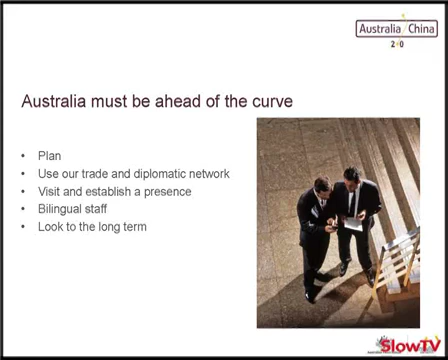 Australia China
2 0
Australia must be ahead of the curve
• Plan
• Use our trade and diplomatic network
• Visit and establish a presence
• Bilingual staff
• Look to the long term
SlowTV